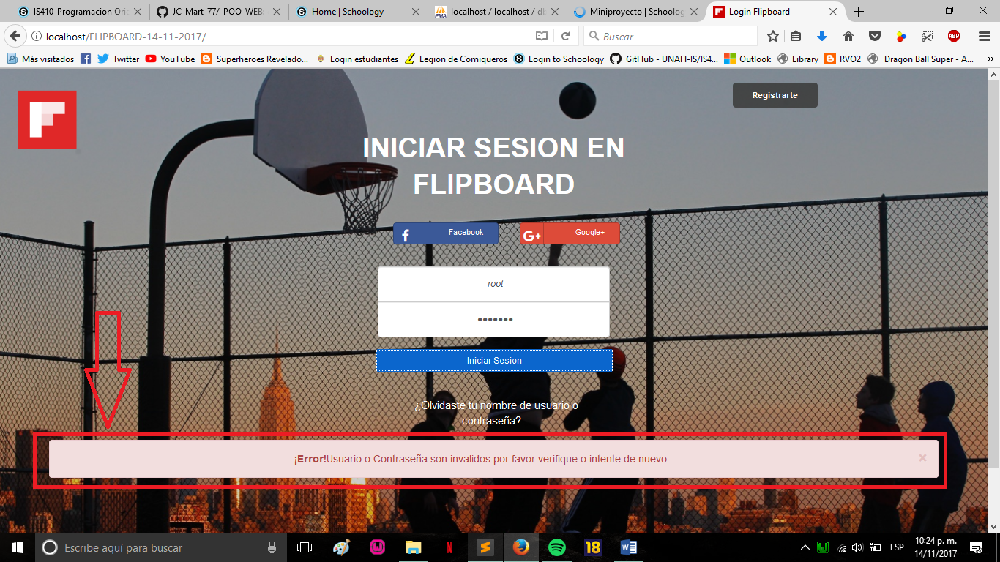 IS410-Programacion Orie
JC-Mart-77/-POO-WEB:
Home | Schoology
localhost / localhost / db
Miniproyecto | Schoolog
Login Flipboard
localhost/FLIPBOARD-14-11-2017/
Buscar
ABP
Más visitados
Twitter
YouTube
Superheroes Revelado...
Login estudiantes
Legion de Comiqueros
Login to Schoology
GitHub - UNAH-IS/IS4...
Outlook
Library
RVO2
Dragon Ball Super - A...
Registrarte
INICIAR SESION EN
FLIPBOARD
Facebook
Google+
root
•••••••
Iniciar Sesion
¿Olvidaste tu nombre de usuario o
contraseña?
¡Error!Usuario o Contraseña son invalidos por favor verifique o intente de nuevo.
Escribe aquí para buscar
18
ESP
10:24 p. m.
14/11/2017